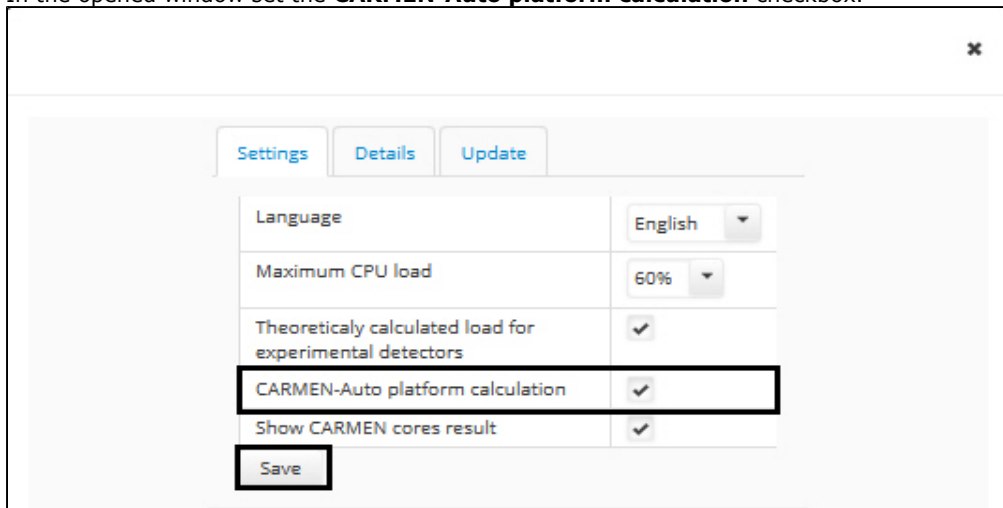 In the opened window set the CARMEN-Auto platform calculation checkbox.
Settings Details Update
Language English
Maximum CPU load 60%
Theoreticaly calculated load for
experimental detectors
CARMEN-Auto platform calculation
Show CARMEN cores result
Save